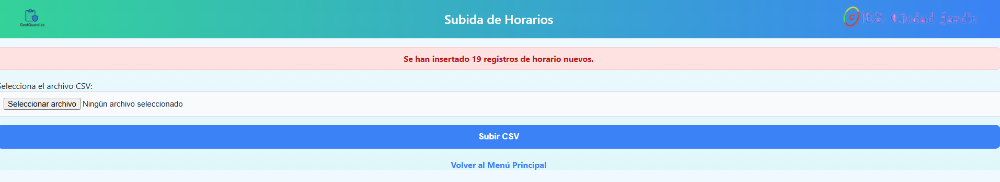 GestGuardias
Subida de Horarios
IES Ciudad Jardín
Se han insertado 19 registros de horario nuevos.
Selecciona el archivo CSV:
Seleccionar archivo Ningún archivo seleccionado
Subir CSV
Volver al Menú Principal